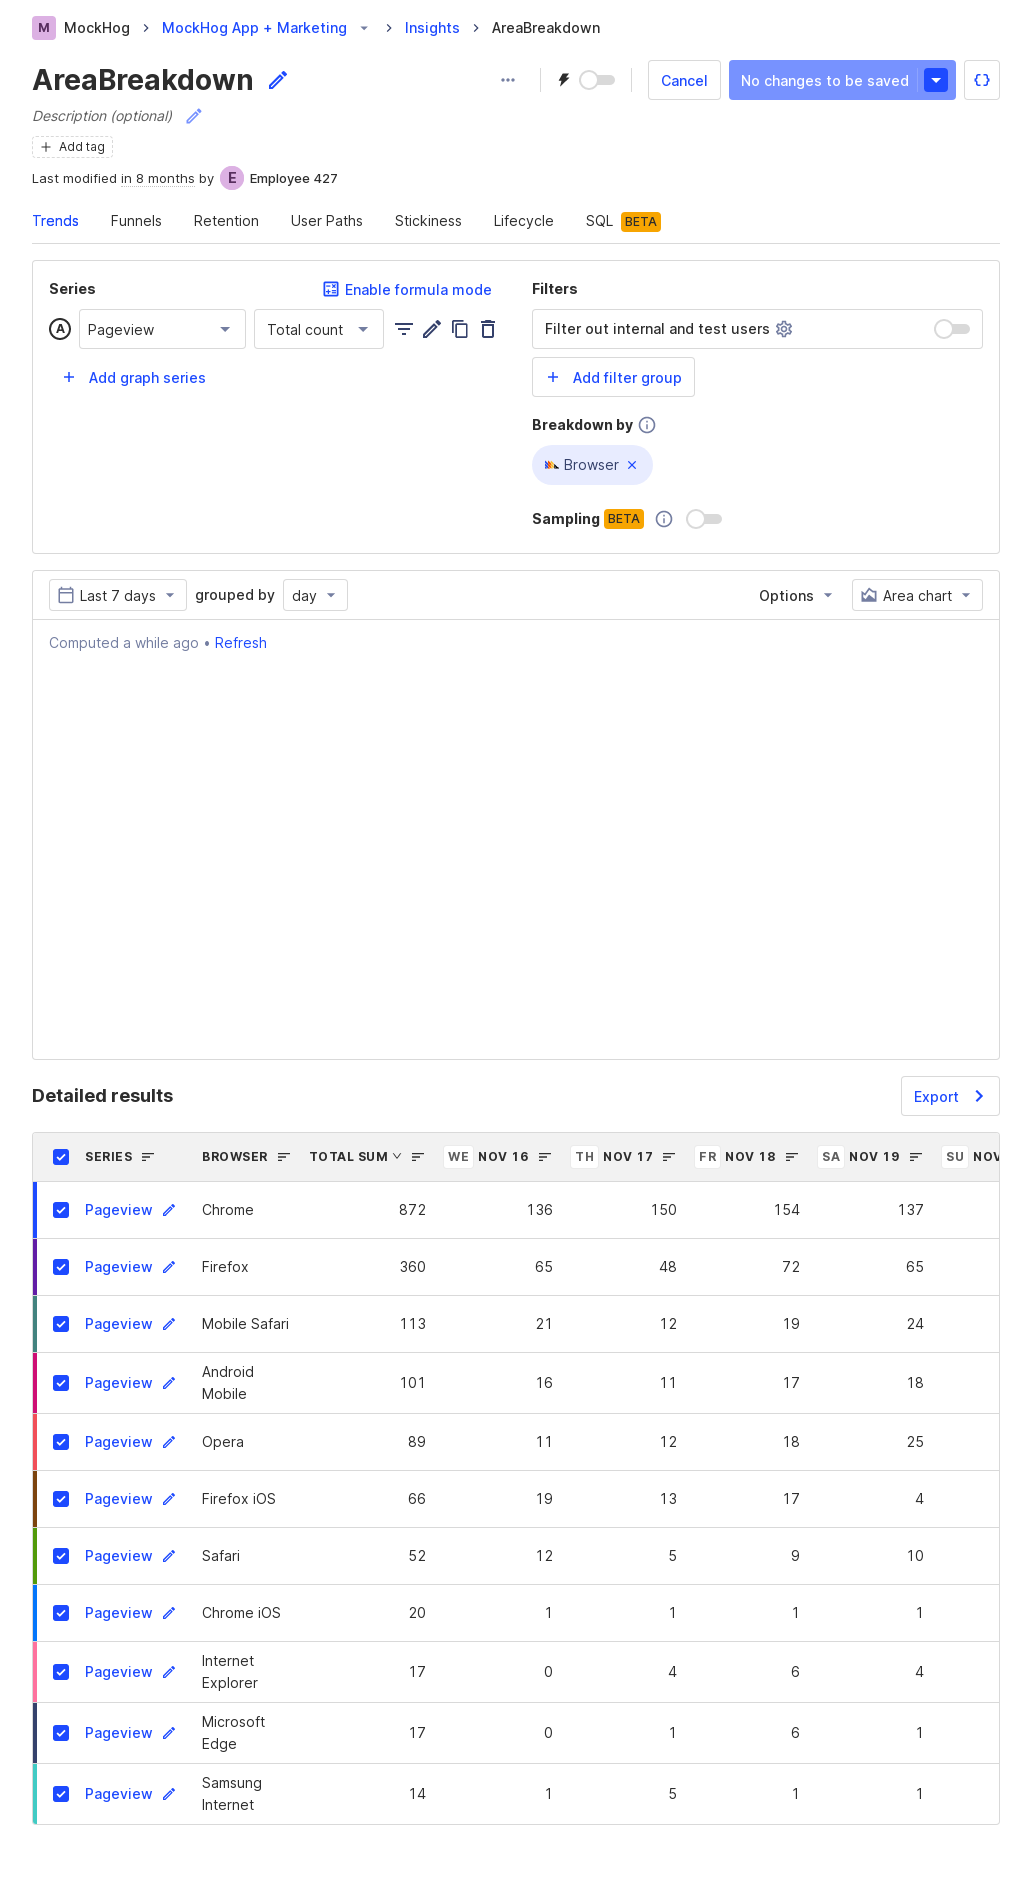 M MockHog MockHog App + Marketing Insights AreaBreakdown
AreaBreakdown
Cancel No changes to be saved
Description (optional)
Add tag
Last modified in 8 months by E Employee 427
Trends Funnels Retention User Paths Stickiness Lifecycle SQL BETA
Series Enable formula mode
A Pageview Total count
Add graph series
Filters
Filter out internal and test users
Add filter group
Breakdown by
Browser
Sampling BETA
Last 7 days grouped by day Options Area chart
Computed a while ago • Refresh
Detailed results Export
SERIES BROWSER TOTAL SUM WE NOV 16 TH NOV 17 FR NOV 18 SA NOV 19 SU NOV
Pageview Chrome 872 136 150 154 137
Pageview Firefox 360 65 48 72 65
Pageview Mobile Safari 113 21 12 19 24
Pageview Android Mobile 101 16 11 17 18
Pageview Opera 89 11 12 18 25
Pageview Firefox iOS 66 19 13 17 4
Pageview Safari 52 12 5 9 10
Pageview Chrome iOS 20 1 1 1 1
Pageview Internet Explorer 17 0 4 6 4
Pageview Microsoft Edge 17 0 1 6 1
Pageview Samsung Internet 14 1 5 1 1